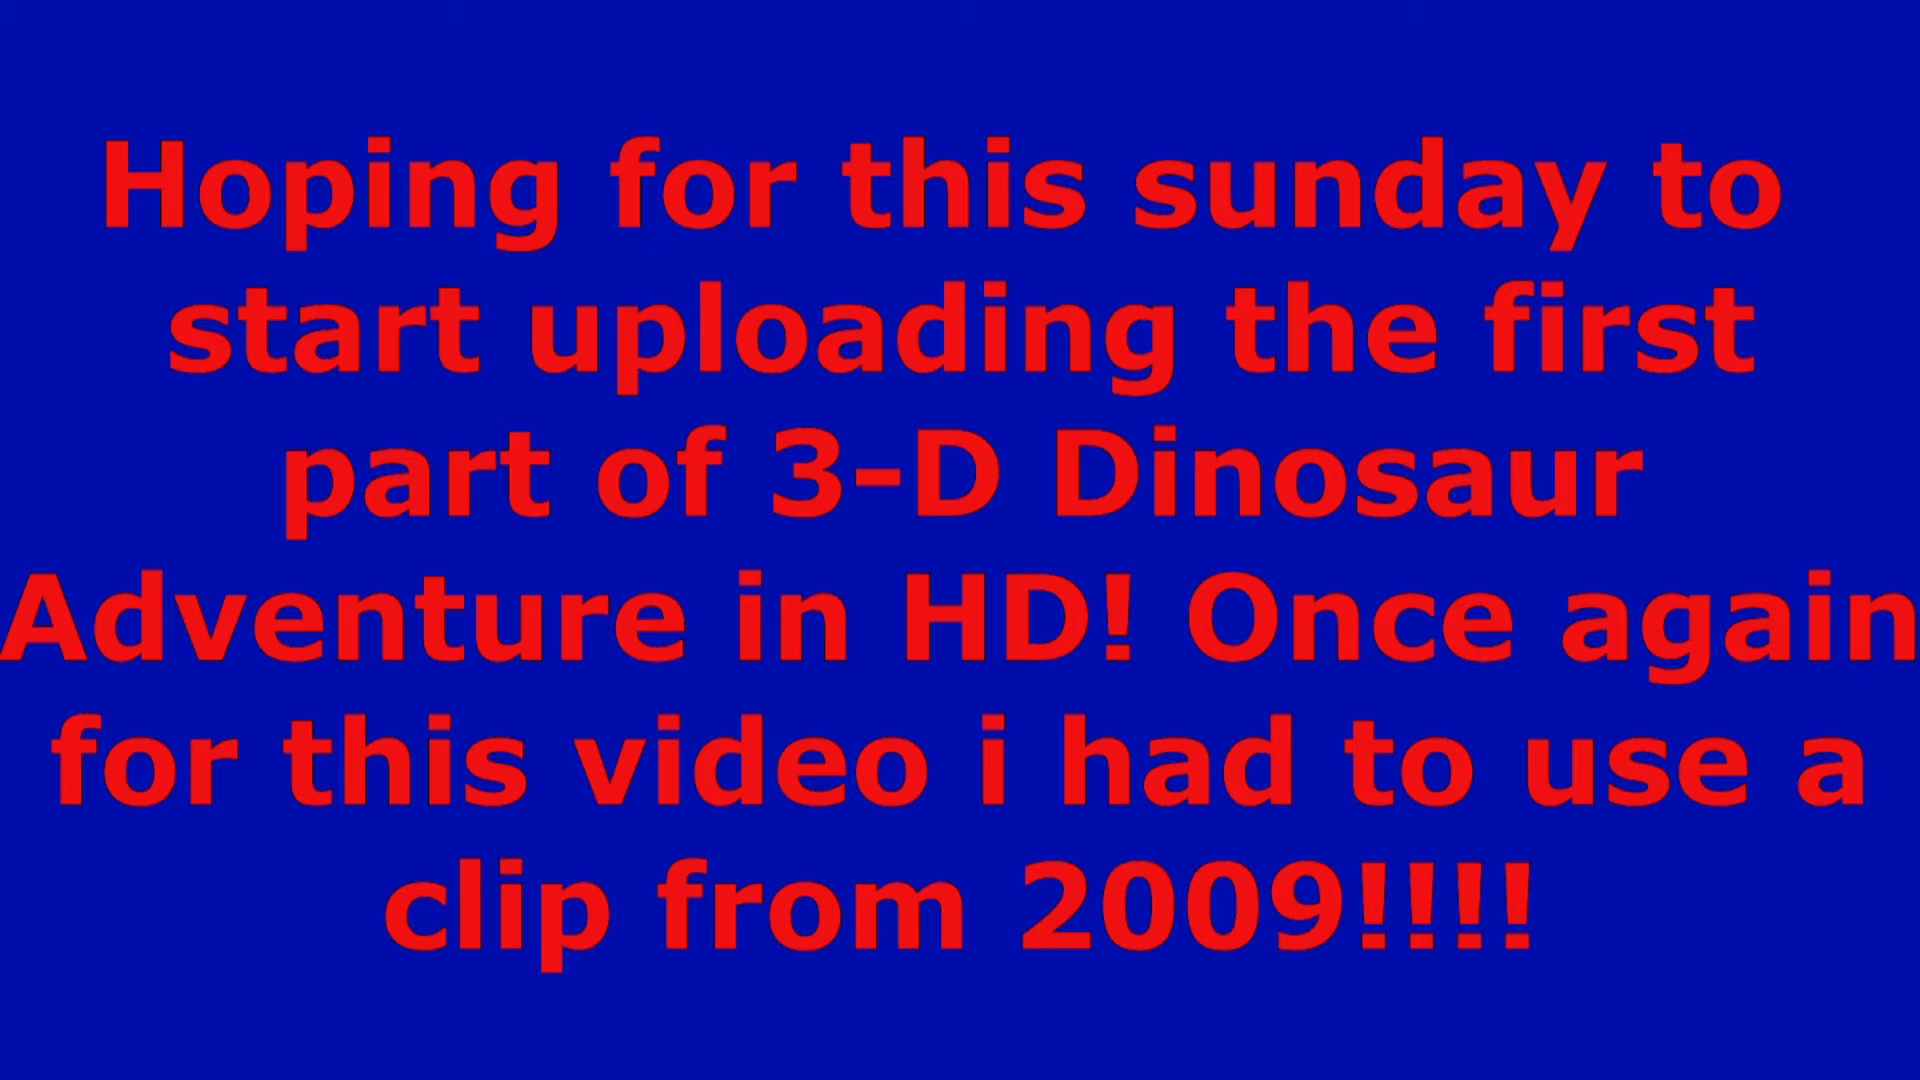 Hoping for this sunday to
start uploading the first
part of 3-D Dinosaur
Adventure in HD! Once again
for this video i had to use a
clip from 2009!!!!